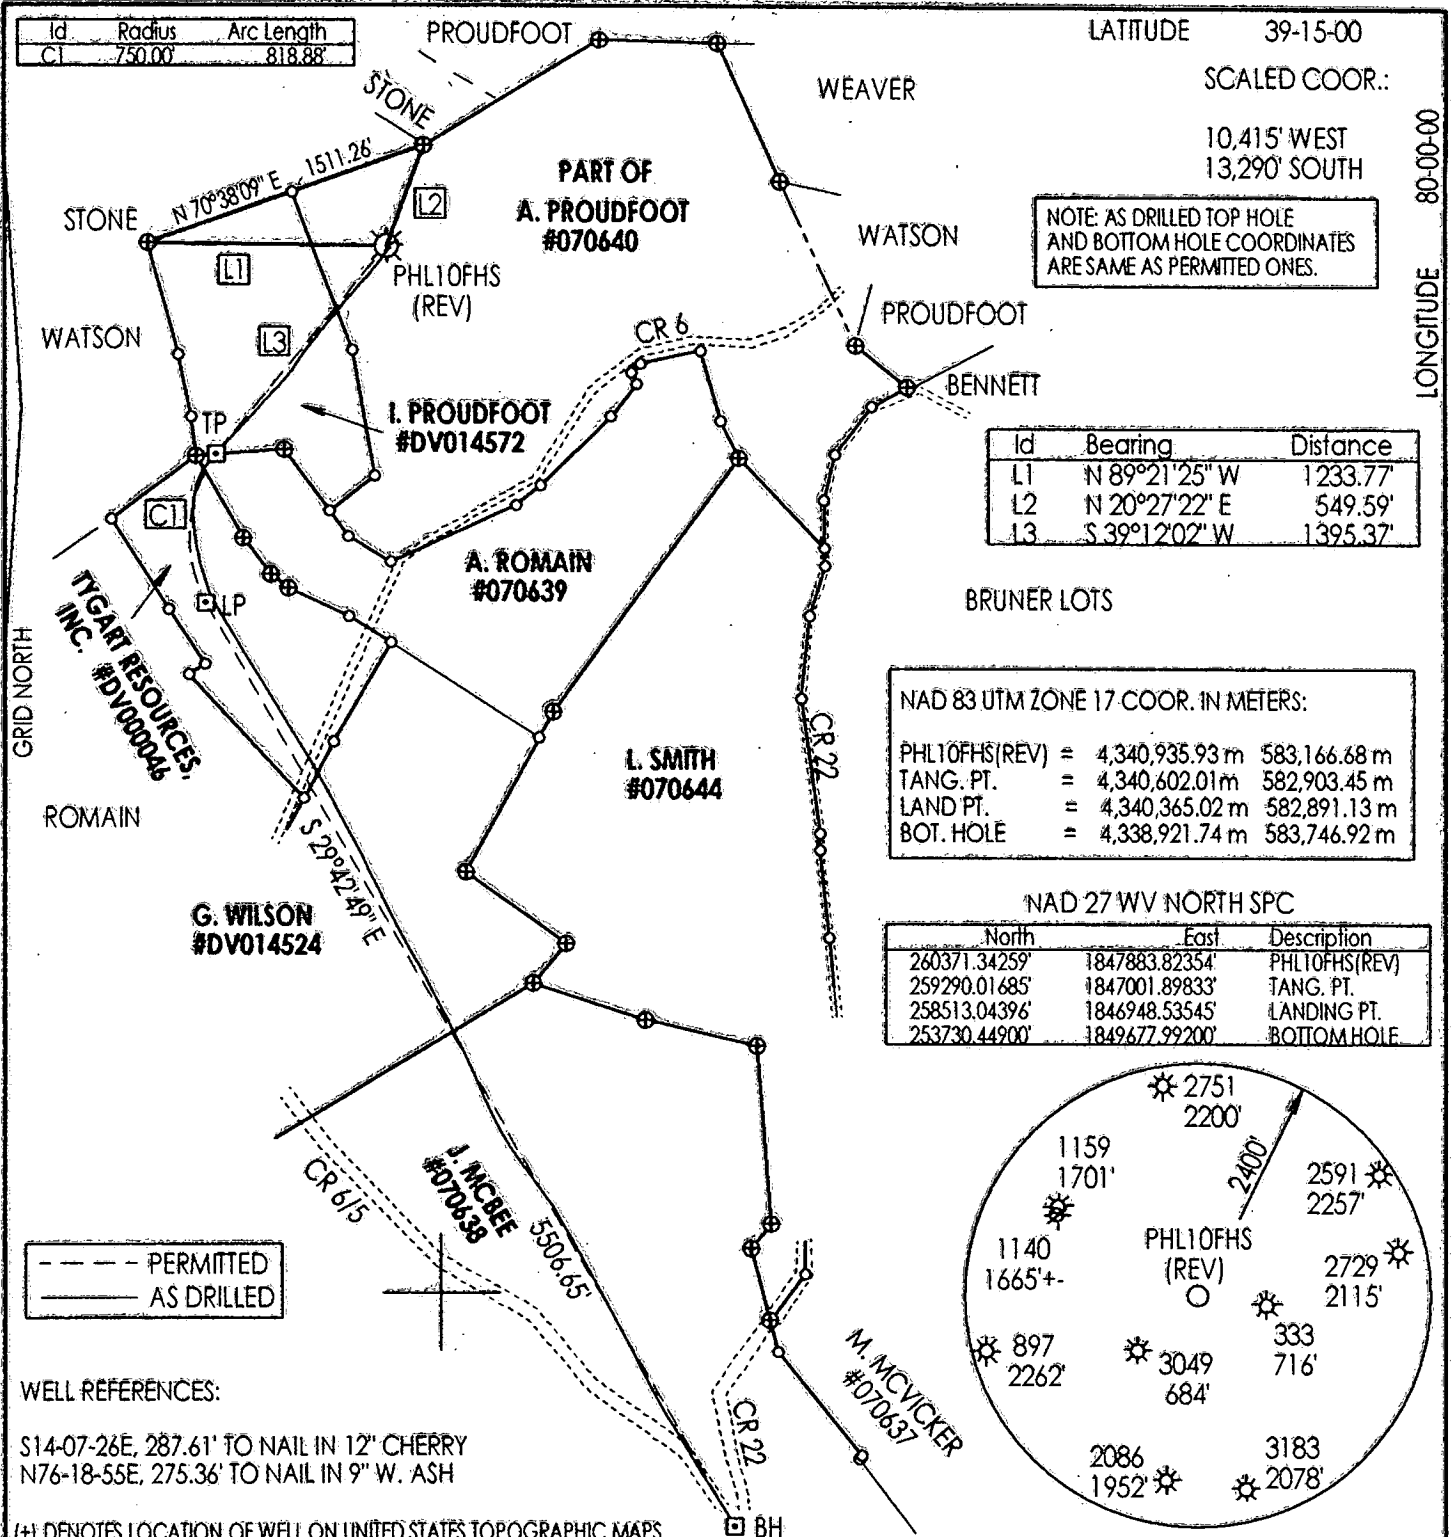 Id Radius Arc Length
C1 750.00' 818.88'
PROUDFOOT
LATITUDE 39-15-00
SCALED COOR.:
10,415' WEST
13,290' SOUTH
LONGITUDE 80-00-00
WEAVER
STONE
N 70°38'09" E 1511.26'
PART OF
A. PROUDFOOT
#070640
L2
STONE
L1
PHL10FHS
(REV)
WATSON
NOTE: AS DRILLED TOP HOLE
AND BOTTOM HOLE COORDINATES
ARE SAME AS PERMITTED ONES.
WATSON
L3
CR 6
PROUDFOOT
BENNETT
TP
I. PROUDFOOT
#DV014572
Id Bearing Distance
L1 N 89°21'25" W 1233.77'
L2 N 20°27'22" E 549.59'
L3 S 39°12'02" W 1395.37'
C1
A. ROMAIN
#070639
BRUNER LOTS
LP
TYGART RESOURCES,
INC. #DV000046
GRID NORTH
NAD 83 UTM ZONE 17 COOR. IN METERS:
PHL10FHS(REV) = 4,340,935.93 m 583,166.68 m
TANG. PT. = 4,340,602.01m 582,903.45 m
LAND PT. = 4,340,365.02 m 582,891.13 m
BOT. HOLE = 4,338,921.74 m 583,746.92 m
CR 22
L. SMITH
#070644
ROMAIN
S 29°42'49" E
G. WILSON
#DV014524
NAD 27 WV NORTH SPC
North East Description
260371.34259' 1847883.82354' PHL10FHS(REV)
259290.01685' 1847001.89833' TANG. PT.
258513.04396' 1846948.53545' LANDING PT.
253730.44900' 1849677.99200' BOTTOM HOLE
2751
2200'
1159
1701'
2400'
2591
2257'
CR 6/5
J. MCBEE
#070638
5506.65'
PHL10FHS
(REV)
1140
1665'+-
2729
2115'
PERMITTED
AS DRILLED
333
716'
897
2262'
3049
684'
M. MCVICKER
#070637
WELL REFERENCES:
S14-07-26E, 287.61' TO NAIL IN 12" CHERRY
N76-18-55E, 275.36' TO NAIL IN 9" W. ASH
CR 22
2086
1952'
3183
2078'
(+) DENOTES LOCATION OF WELL ON UNITED STATES TOPOGRAPHIC MAPS
BH